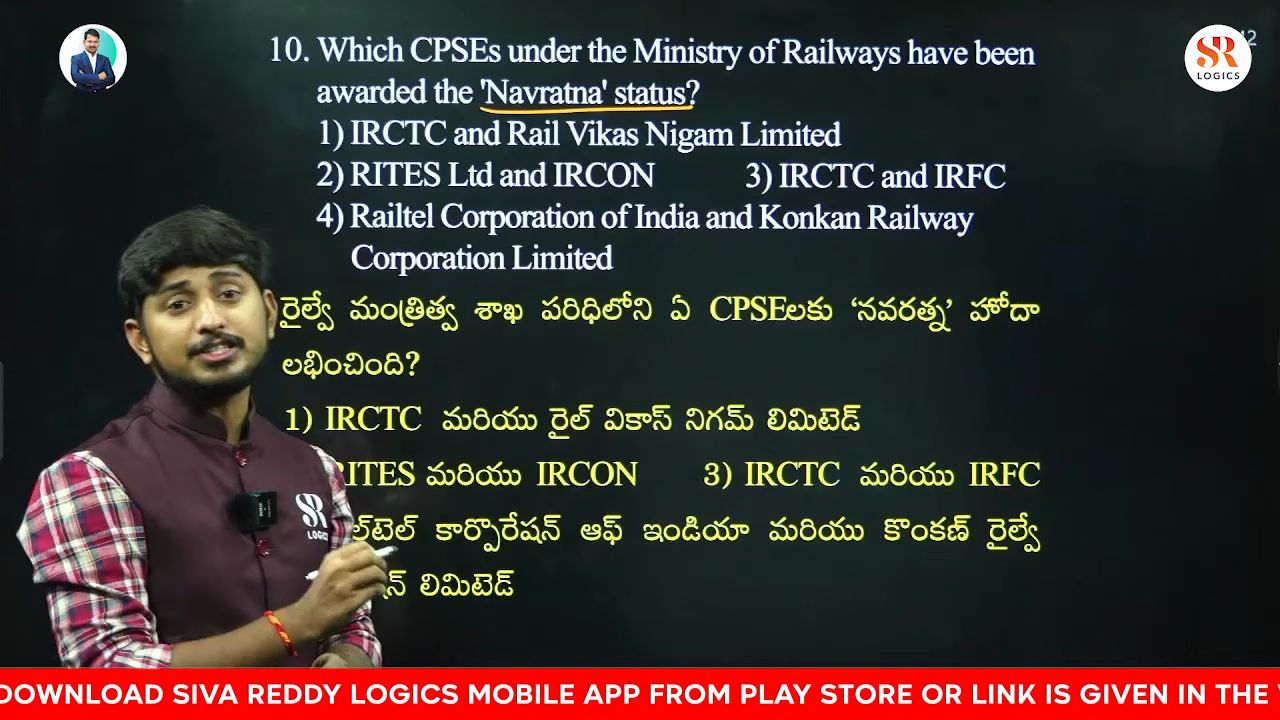 10. Which CPSEs under the Ministry of Railways have been
awarded the 'Navratna' status?
1) IRCTC and Rail Vikas Nigam Limited
2) RITES Ltd and IRCON 3) IRCTC and IRFC
4) Railtel Corporation of India and Konkan Railway
Corporation Limited
రైల్వే మంత్రిత్వ శాఖ పరిధిలోని ఏ CPSEలకు ‘నవరత్న’ హోదా
లభించింది?
1) IRCTC మరియు రైల్ వికాస్ నిగమ్ లిమిటెడ్
RITES మరియు IRCON 3) IRCTC మరియు IRFC
ల్‌టెల్ కార్పొరేషన్ ఆఫ్ ఇండియా మరియు కొంకణ్ రైల్వే
న్ లిమిటెడ్
SR
LOGICS
SR
LOGICS
DOWNLOAD SIVA REDDY LOGICS MOBILE APP FROM PLAY STORE OR LINK IS GIVEN IN THE